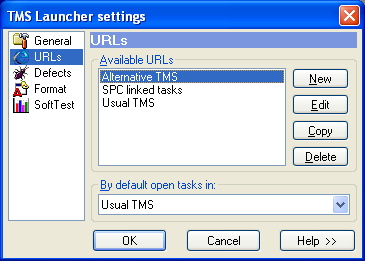 TMS Launcher settings
General
URLs
Defects
Format
SoftTest
URLs
Available URLs
Alternative TMS
SPC linked tasks
Usual TMS
New
Edit
Copy
Delete
By default open tasks in:
Usual TMS
OK
Cancel
Help >>